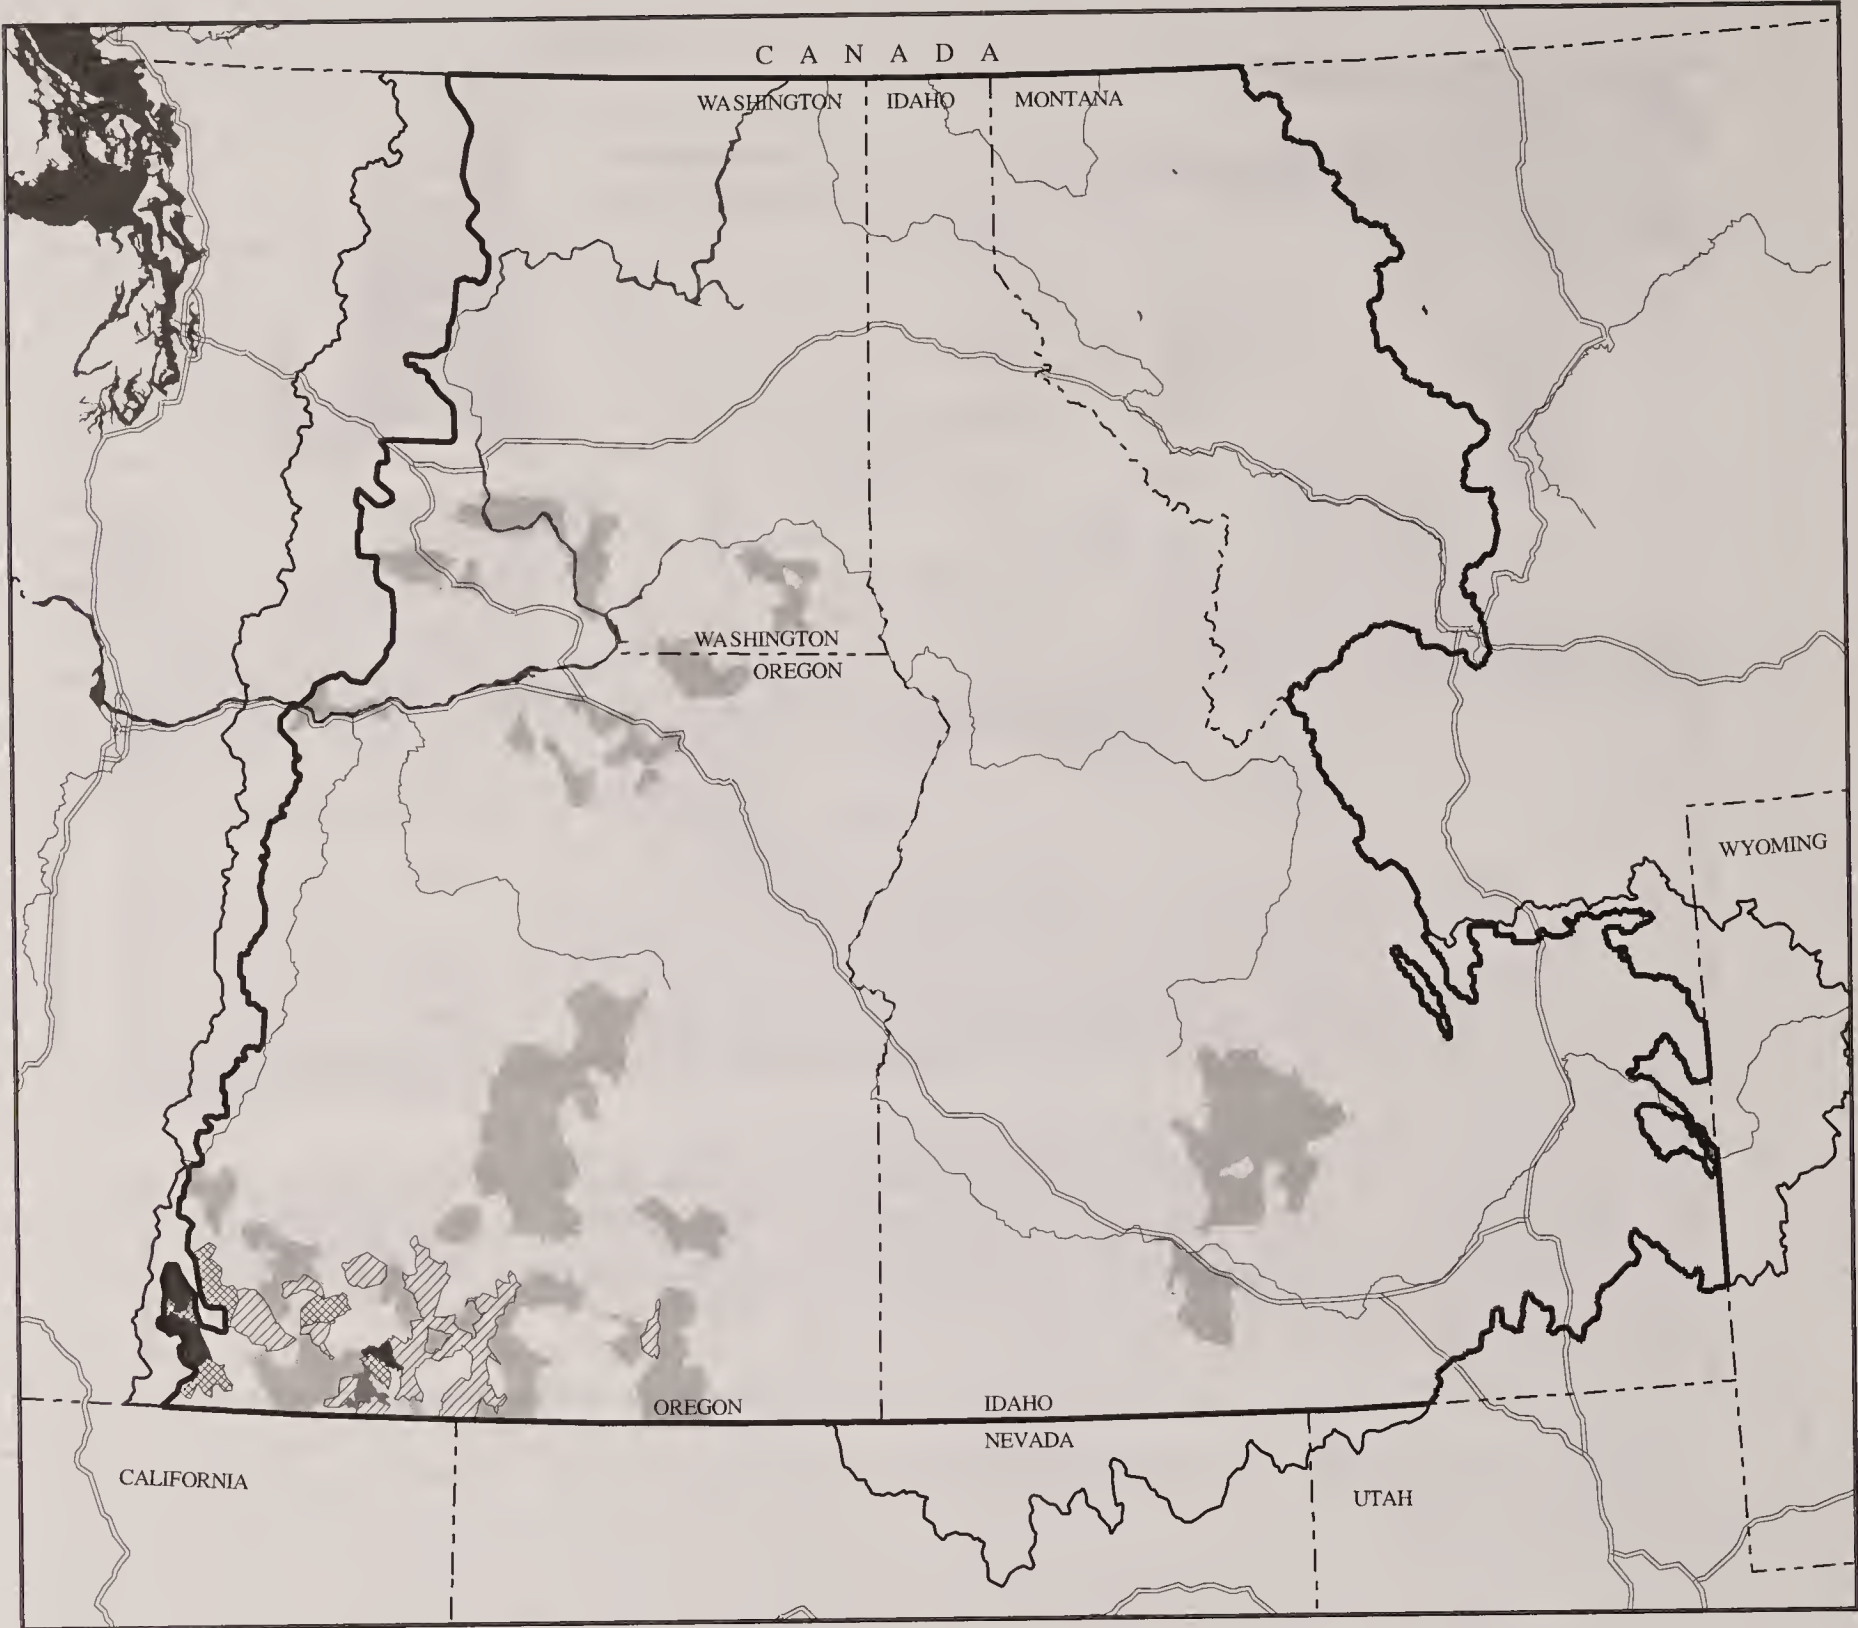 CANADA
WASHINGTON IDAHO MONTANA
WASHINGTON
OREGON
WYOMING
OREGON
IDAHO
NEVADA
CALIFORNIA
UTAH